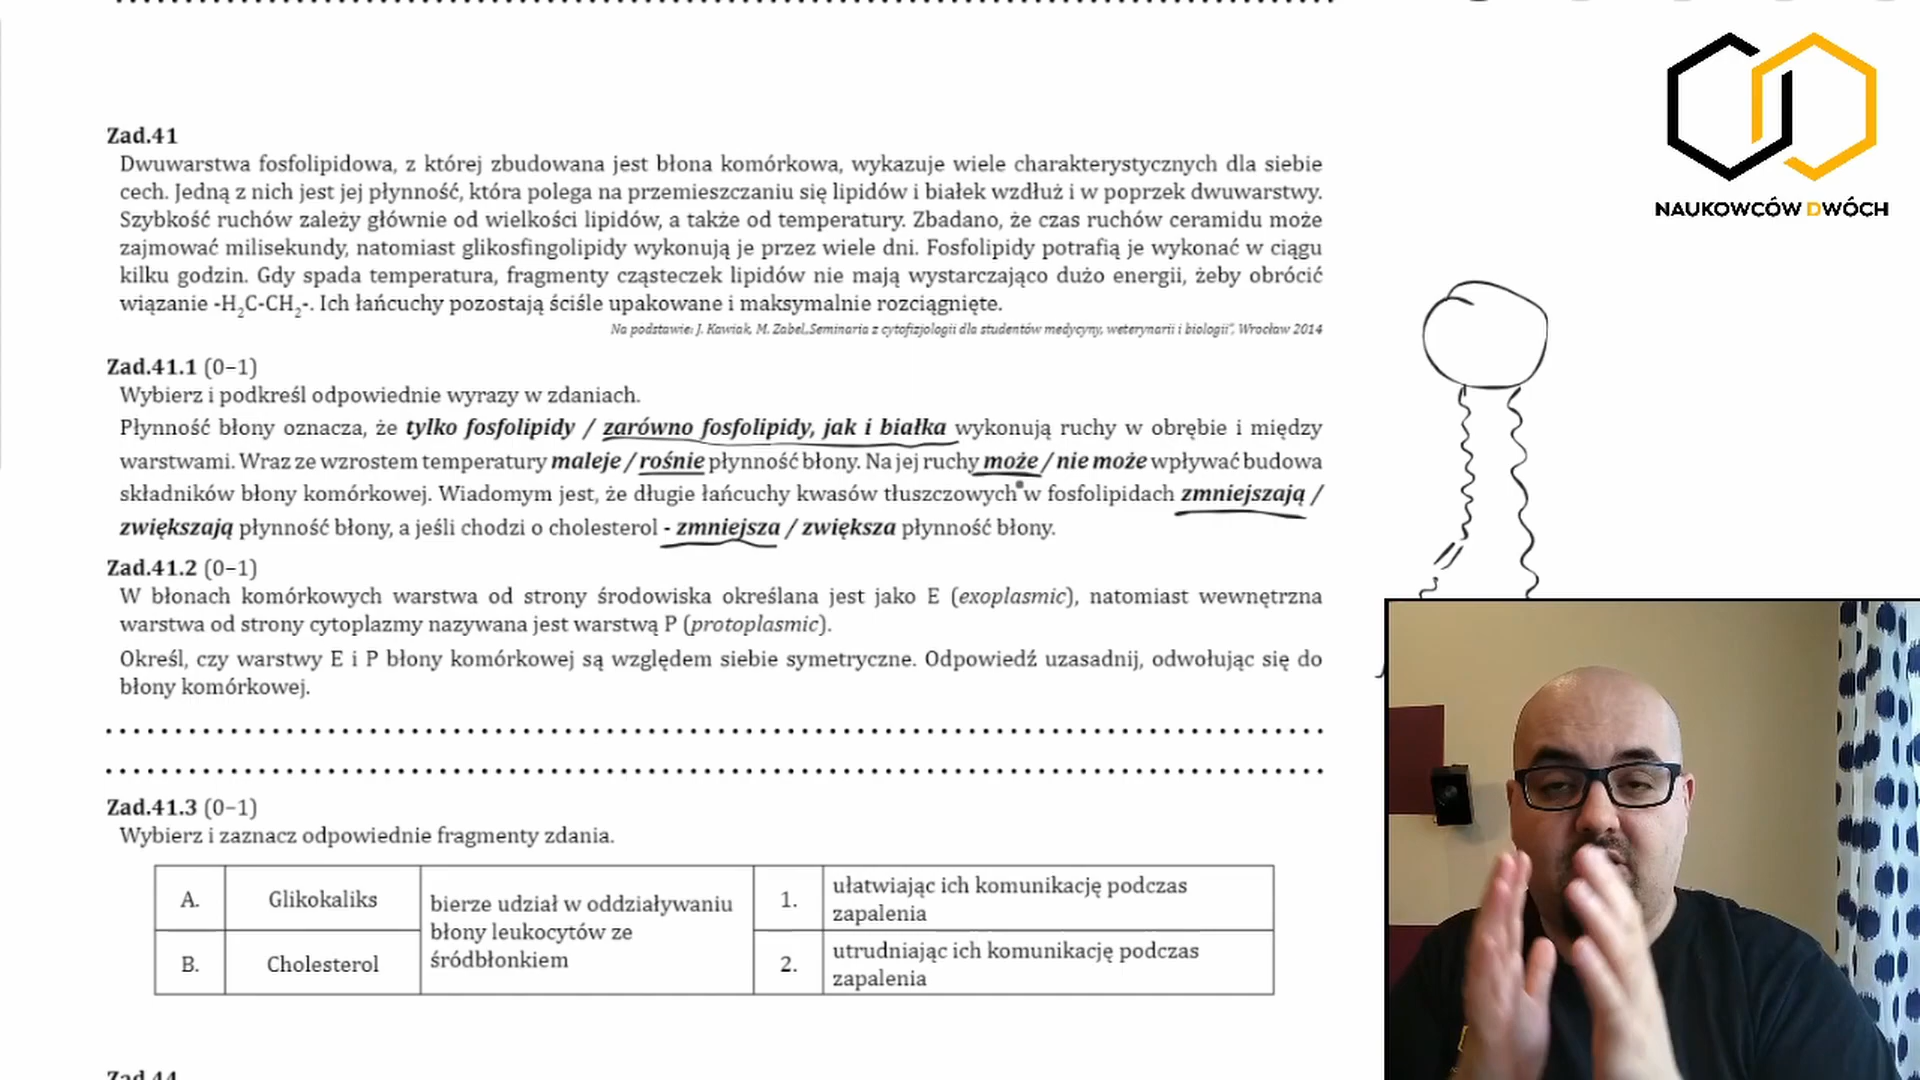 NAUKOWCÓW DWÓCH
Zad.41
Dwuwarstwa fosfolipidowa, z której zbudowana jest błona komórkowa, wykazuje wiele charakterystycznych dla siebie
cech. Jedną z nich jest jej płynność, która polega na przemieszczaniu się lipidów i białek wzdłuż i w poprzek dwuwarstwy.
Szybkość ruchów zależy głównie od wielkości lipidów, a także od temperatury. Zbadano, że czas ruchów ceramidu może
zajmować milisekundy, natomiast glikosfingolipidy wykonują je przez wiele dni. Fosfolipidy potrafią je wykonać w ciągu
kilku godzin. Gdy spada temperatura, fragmenty cząsteczek lipidów nie mają wystarczająco dużo energii, żeby obrócić
wiązanie -H₂C-CH₂-. Ich łańcuchy pozostają ściśle upakowane i maksymalnie rozciągnięte.
Na podstawie: J. Kawiak, M. Zabel„Seminaria z cytofizjologii dla studentów medycyny, weterynarii i biologii", Wrocław 2014
Zad.41.1 (0–1)
Wybierz i podkreśl odpowiednie wyrazy w zdaniach.
Płynność błony oznacza, że tylko fosfolipidy / zarówno fosfolipidy, jak i białka wykonują ruchy w obrębie i między
warstwami. Wraz ze wzrostem temperatury maleje / rośnie płynność błony. Na jej ruchy może / nie może wpływać budowa
składników błony komórkowej. Wiadomym jest, że długie łańcuchy kwasów tłuszczowych w fosfolipidach zmniejszają /
zwiększają płynność błony, a jeśli chodzi o cholesterol - zmniejsza / zwiększa płynność błony.
Zad.41.2 (0–1)
W błonach komórkowych warstwa od strony środowiska określana jest jako E (exoplasmic), natomiast wewnętrzna
warstwa od strony cytoplazmy nazywana jest warstwą P (protoplasmic).
Określ, czy warstwy E i P błony komórkowej są względem siebie symetryczne. Odpowiedź uzasadnij, odwołując się do
błony komórkowej.
Zad.41.3 (0–1)
Wybierz i zaznacz odpowiednie fragmenty zdania.
A. Glikokaliks
B. Cholesterol
bierze udział w oddziaływaniu
błony leukocytów ze
śródbłonkiem
1. ułatwiając ich komunikację podczas
zapalenia
2. utrudniając ich komunikację podczas
zapalenia